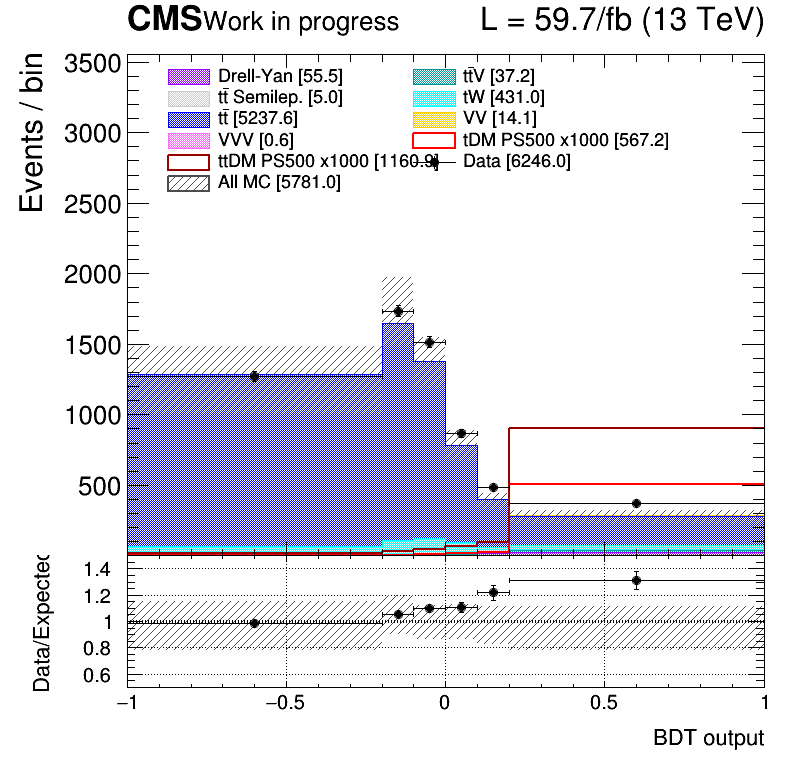 CMS Work in progress L = 59.7/fb (13 TeV)
Events / bin
3500
3000
2500
2000
1500
1000
500
Drell-Yan [55.5]
tt̄V [37.2]
tt̄ Semilep. [5.0]
tW [431.0]
tt̄ [5237.6]
VV [14.1]
VVV [0.6]
tDM PS500 x1000 [567.2]
ttDM PS500 x1000 [1160.9]
Data [6246.0]
All MC [5781.0]
Data/Expected
1.4
1.2
1
0.8
0.6
−1 −0.5 0 0.5 1
BDT output